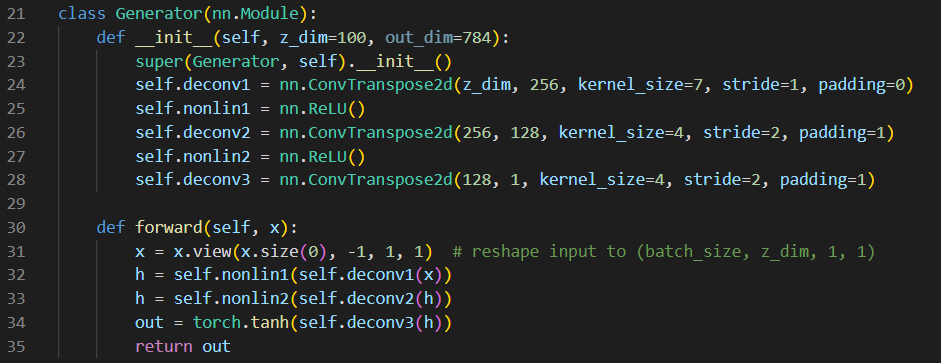 21 class Generator(nn.Module):
22     def __init__(self, z_dim=100, out_dim=784):
23         super(Generator, self).__init__()
24         self.deconv1 = nn.ConvTranspose2d(z_dim, 256, kernel_size=7, stride=1, padding=0)
25         self.nonlin1 = nn.ReLU()
26         self.deconv2 = nn.ConvTranspose2d(256, 128, kernel_size=4, stride=2, padding=1)
27         self.nonlin2 = nn.ReLU()
28         self.deconv3 = nn.ConvTranspose2d(128, 1, kernel_size=4, stride=2, padding=1)
29
30     def forward(self, x):
31         x = x.view(x.size(0), -1, 1, 1)  # reshape input to (batch_size, z_dim, 1, 1)
32         h = self.nonlin1(self.deconv1(x))
33         h = self.nonlin2(self.deconv2(h))
34         out = torch.tanh(self.deconv3(h))
35         return out